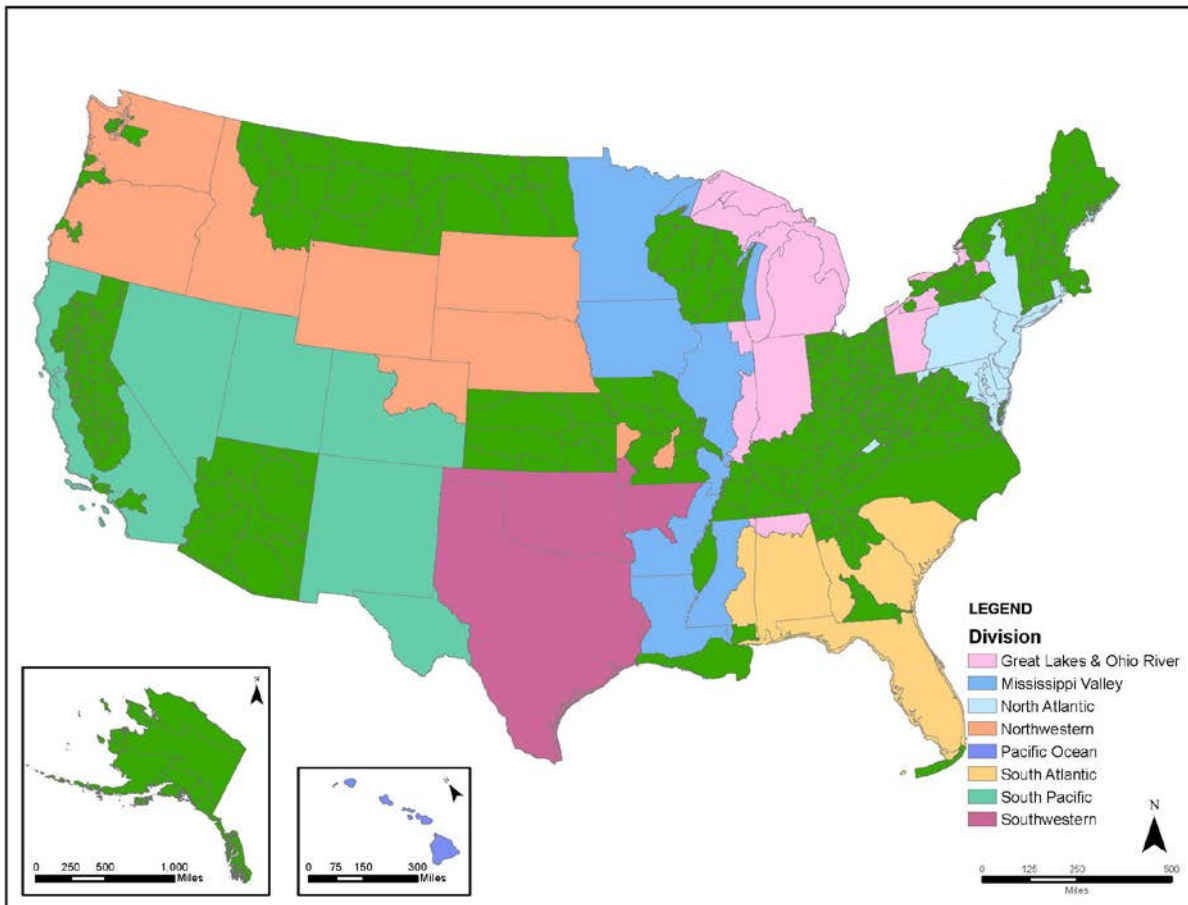 LEGEND
Division
Great Lakes & Ohio River
Mississippi Valley
North Atlantic
Northwestern
Pacific Ocean
South Atlantic
South Pacific
Southwestern
N
0 250 500 1,000
Miles
N
0 75 150 300
Miles
N
0 125 250 500
Miles